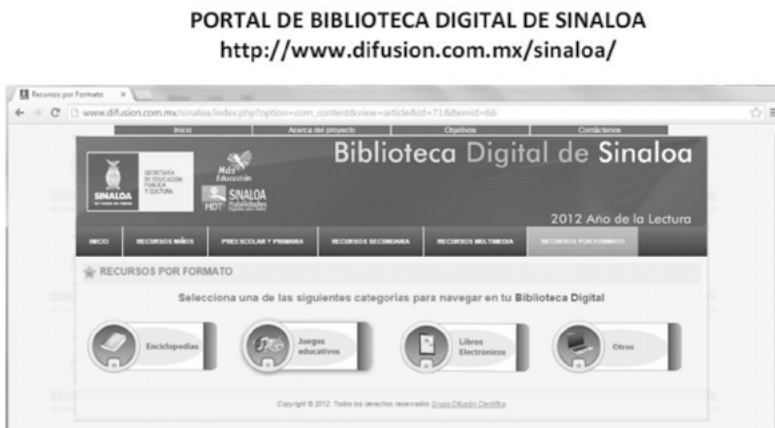 PORTAL DE BIBLIOTECA DIGITAL DE SINALOA
http://www.difusion.com.mx/sinaloa/
Recursos por Formato
www.difusion.com.mx/sinaloa/index.php?option=com_content&view=article&id=71&Itemid=66
Inicio Acerca del proyecto Objetivos Contáctenos
Biblioteca Digital de Sinaloa
SINALOA
SECRETARÍA
DE EDUCACIÓN
PÚBLICA
Y CULTURA
Más
Educación
HDT
SINALOA
Habilidades
Digitales para Todos
2012 Año de la Lectura
INICIO RECURSOS NIÑOS PREESCOLAR Y PRIMARIA RECURSOS SECUNDARIA RECURSOS MULTIMEDIA RECURSOS POR FORMATO
RECURSOS POR FORMATO
Selecciona una de las siguientes categorías para navegar en tu Biblioteca Digital
Enciclopedias
Juegos
educativos
Libros
Electrónicos
Otros
Copyright © 2012. Todos los derechos reservados Grupo Difusión Científica